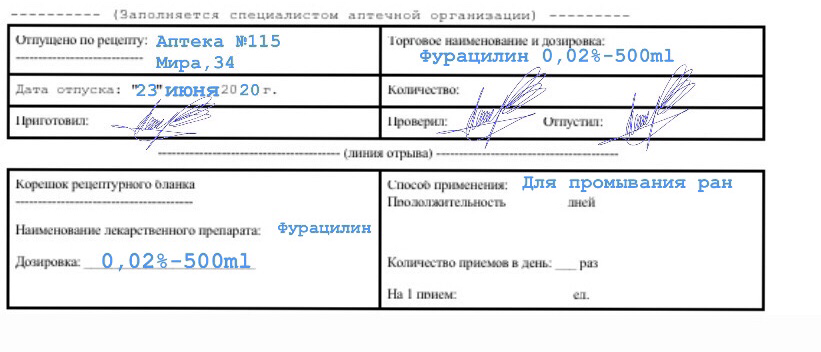 ---------- (Заполняется специалистом аптечной организации) ---------
Отпущено по рецепту: Аптека №115
Мира,34
Торговое наименование и дозировка:
Фурацилин 0,02%-500ml
Дата отпуска: "23" июня 2020г.
Количество:
Приготовил:
Проверил: Отпустил:
(линия отрыва)
Корешок рецептурного бланка
Наименование лекарственного препарата: Фурацилин
Дозировка: 0,02%-500ml
Способ применения: Для промывания ран
Продолжительность дней
Количество приемов в день: ___ раз
На 1 прием: ед.